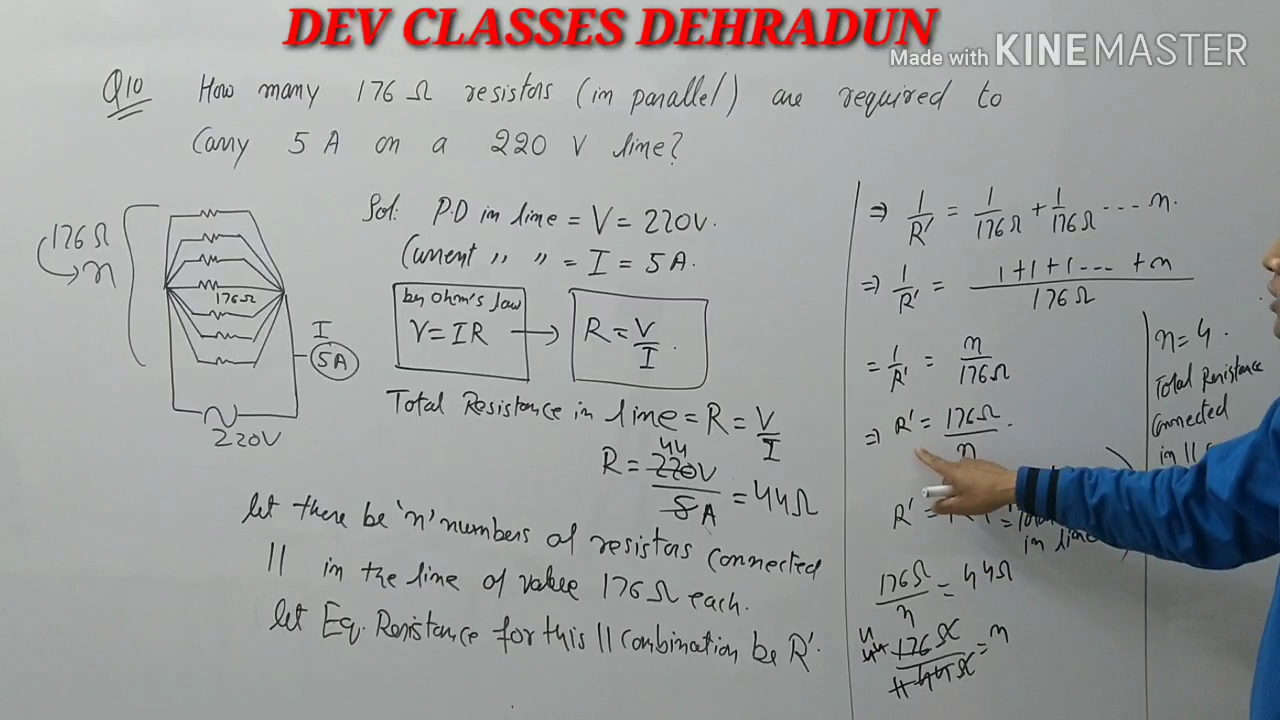 DEV CLASSES DEHRADUN
Made with KINEMASTER
Q10 How many 176 Ω resistors (in parallel) are required to
carry 5 A on a 220 V line?
176 Ω
n
176 Ω
I
5A
220V
Sol: P.D in line = V = 220V.
Current " " = I = 5 A.
by Ohm's law
V = IR → R = V/I.
Total Resistance in line = R = V/I
44
R = 220V/5A = 44Ω
let there be 'n' numbers of resistors connected
|| in the line of value 176 Ω each.
let Eq. Resistance for this || combination be R'.
⇒ 1/R' = 1/176Ω + 1/176Ω --- n.
⇒ 1/R' = 1+1+1--- +n/176Ω
= 1/R' = n/176Ω
⇒ R' = 176Ω/n.
R' =
in line
176Ω/n = 44Ω
176Ω/44Ω = n
n = 4.
Total Resistance
Connected
in ||